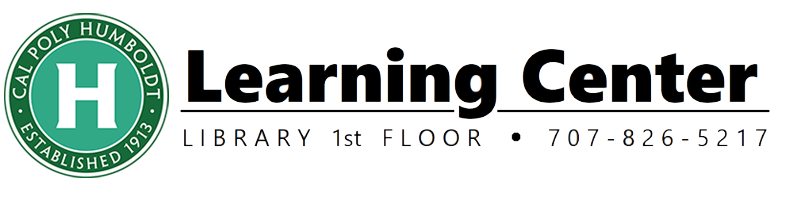 CAL POLY HUMBOLDT
H
ESTABLISHED 1913
Learning Center
LIBRARY 1st FLOOR • 707-826-5217